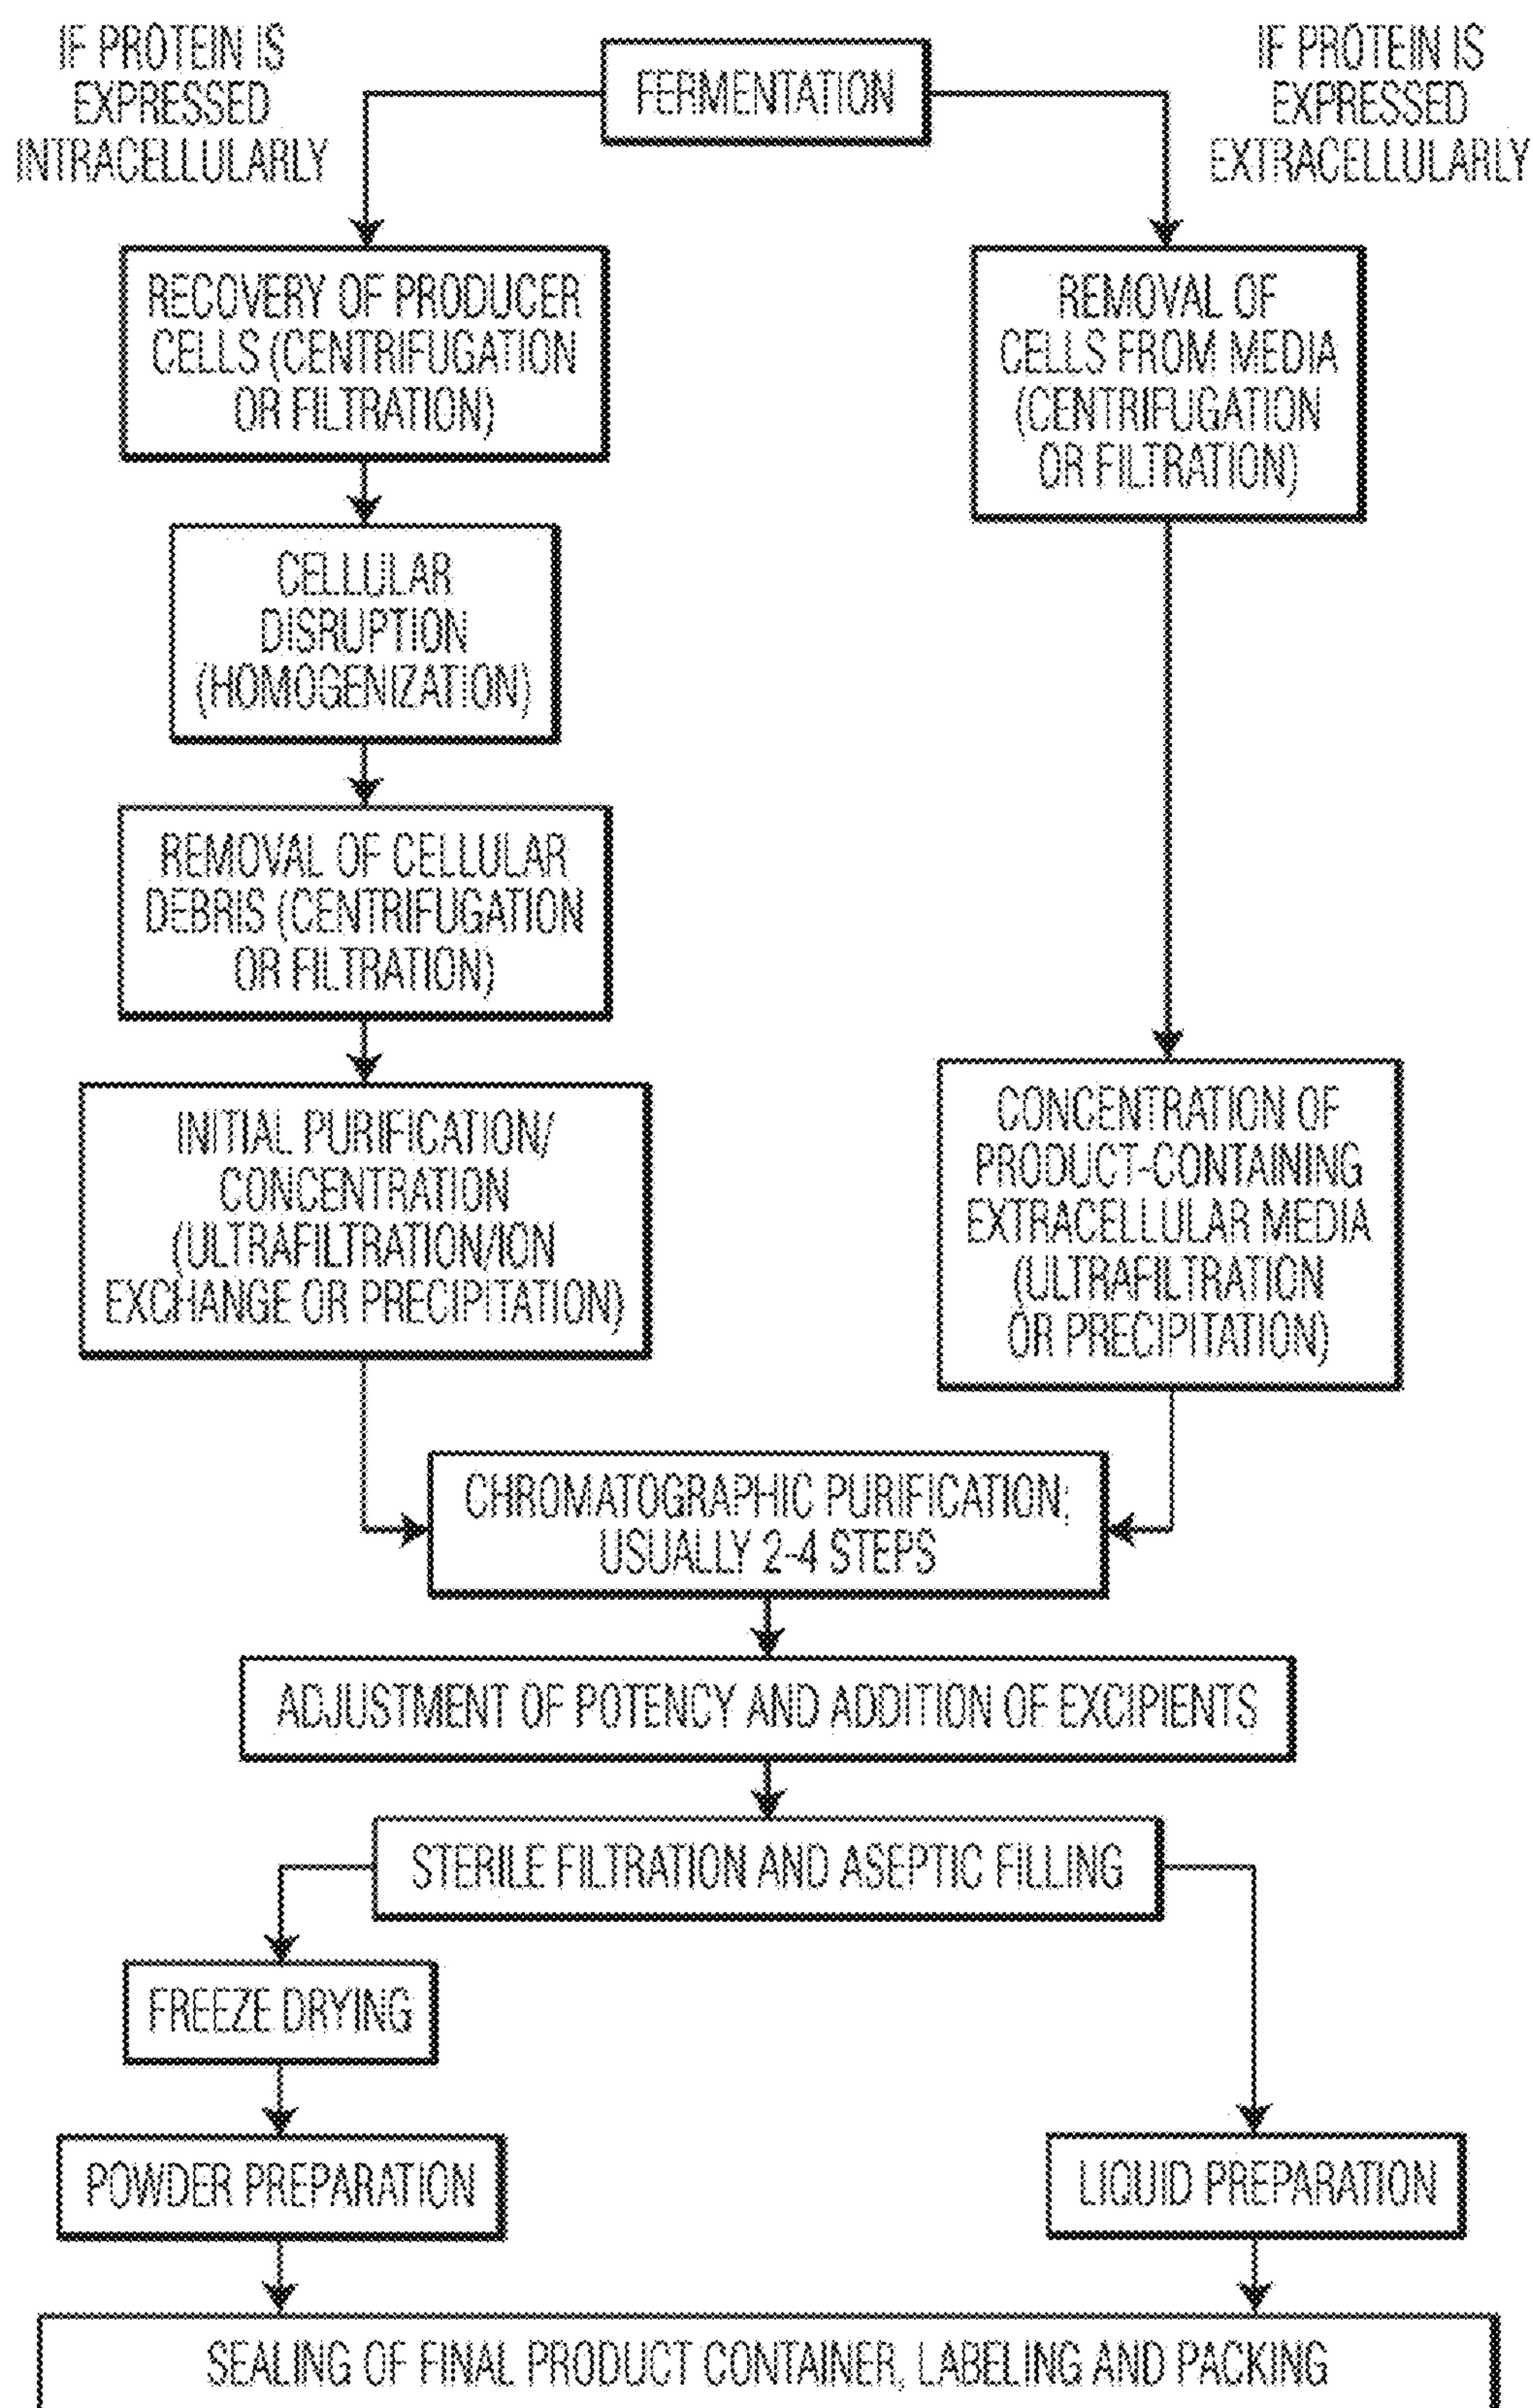 IF PROTEIN IS
EXPRESSED
INTRACELLULARLY
FERMENTATION
IF PROTEIN IS
EXPRESSED
EXTRACELLULARLY
RECOVERY OF PRODUCER
CELLS (CENTRIFUGATION
OR FILTRATION)
REMOVAL OF
CELLS FROM MEDIA
(CENTRIFUGATION
OR FILTRATION)
CELLULAR
DISRUPTION
(HOMOGENIZATION)
REMOVAL OF CELLULAR
DEBRIS (CENTRIFUGATION
OR FILTRATION)
INITIAL PURIFICATION/
CONCENTRATION
(ULTRAFILTRATION/ION
EXCHANGE OR PRECIPITATION)
CONCENTRATION OF
PRODUCT-CONTAINING
EXTRACELLULAR MEDIA
(ULTRAFILTRATION
OR PRECIPITATION)
CHROMATOGRAPHIC PURIFICATION;
USUALLY 2-4 STEPS
ADJUSTMENT OF POTENCY AND ADDITION OF EXCIPIENTS
STERILE FILTRATION AND ASEPTIC FILLING
FREEZE DRYING
POWDER PREPARATION
LIQUID PREPARATION
SEALING OF FINAL PRODUCT CONTAINER, LABELING AND PACKING